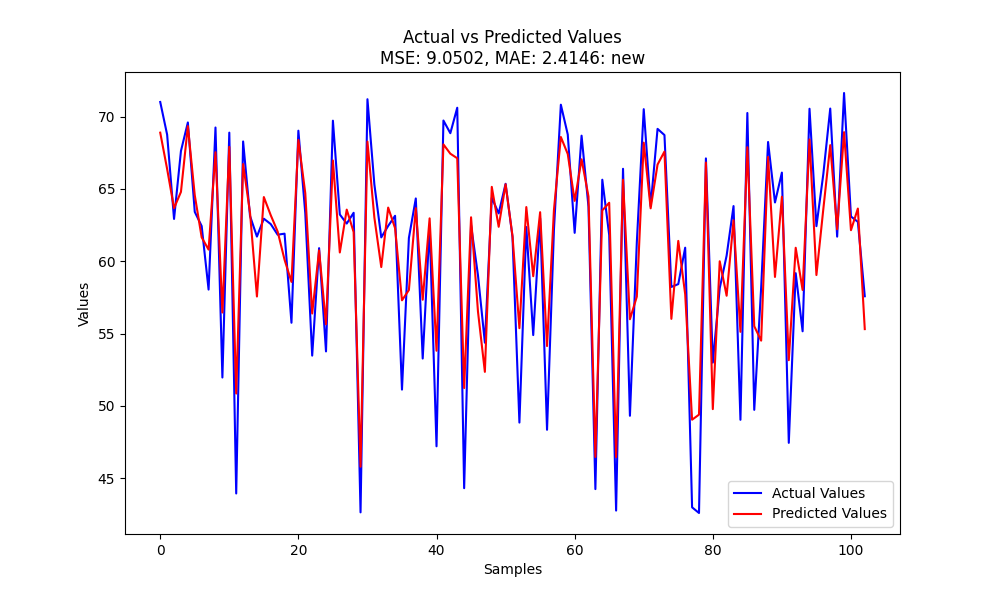 Actual vs Predicted Values
MSE: 9.0502, MAE: 2.4146: new
Values
70
65
60
55
50
45
0 20 40 60 80 100
Samples
Actual Values
Predicted Values